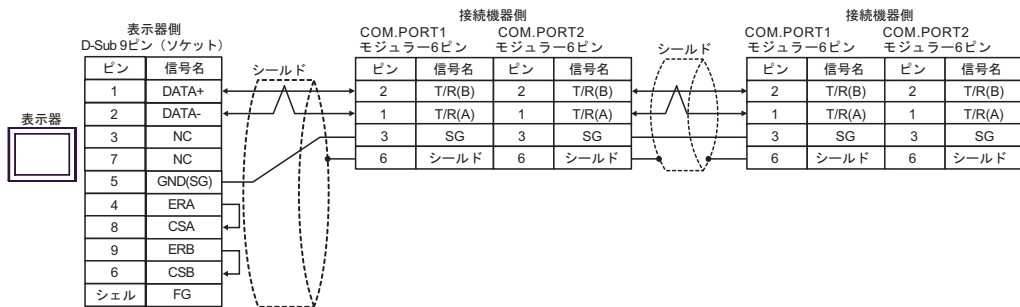 表示器
表示器側
D-Sub 9ピン（ソケット）
ピン 信号名
1 DATA+
2 DATA-
3 NC
7 NC
5 GND(SG)
4 ERA
8 CSA
9 ERB
6 CSB
シェル FG
シールド
接続機器側
COM.PORT1 COM.PORT2
モジュラー6ピン モジュラー6ピン
ピン 信号名 ピン 信号名
2 T/R(B) 2 T/R(B)
1 T/R(A) 1 T/R(A)
3 SG 3 SG
6 シールド 6 シールド
シールド
接続機器側
COM.PORT1 COM.PORT2
モジュラー6ピン モジュラー6ピン
ピン 信号名 ピン 信号名
2 T/R(B) 2 T/R(B)
1 T/R(A) 1 T/R(A)
3 SG 3 SG
6 シールド 6 シールド